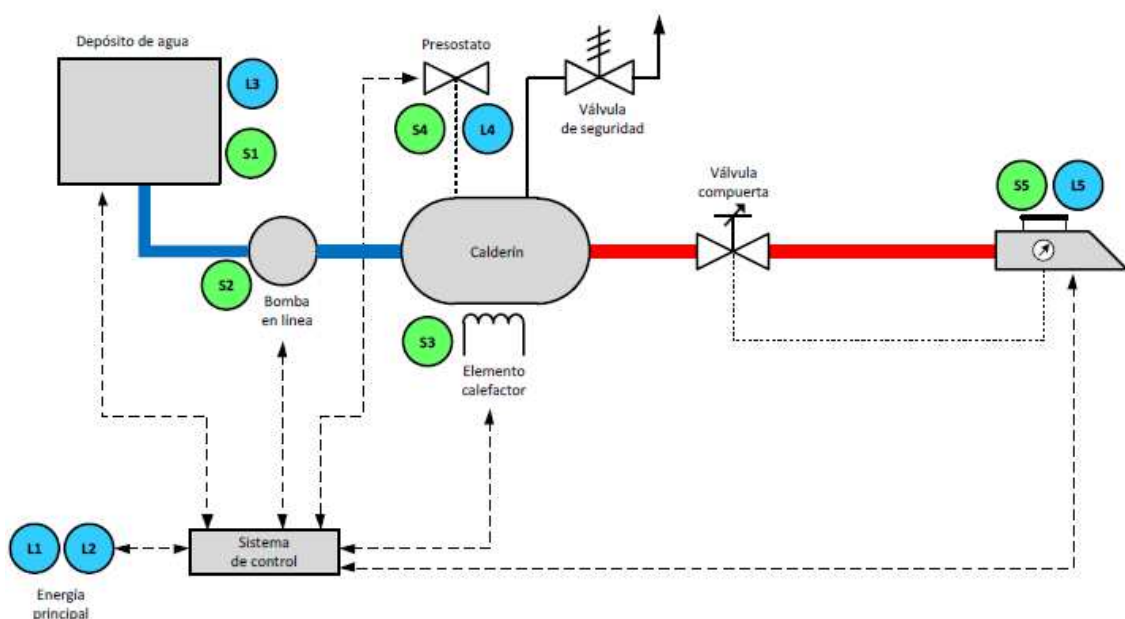 Depósito de agua
L3
S1
Presostato
S4
L4
Válvula
de seguridad
Válvula
compuerta
S5
L5
S2
Bomba
en línea
Calderín
S3
Elemento
calefactor
L1
L2
Energía
principal
Sistema
de control